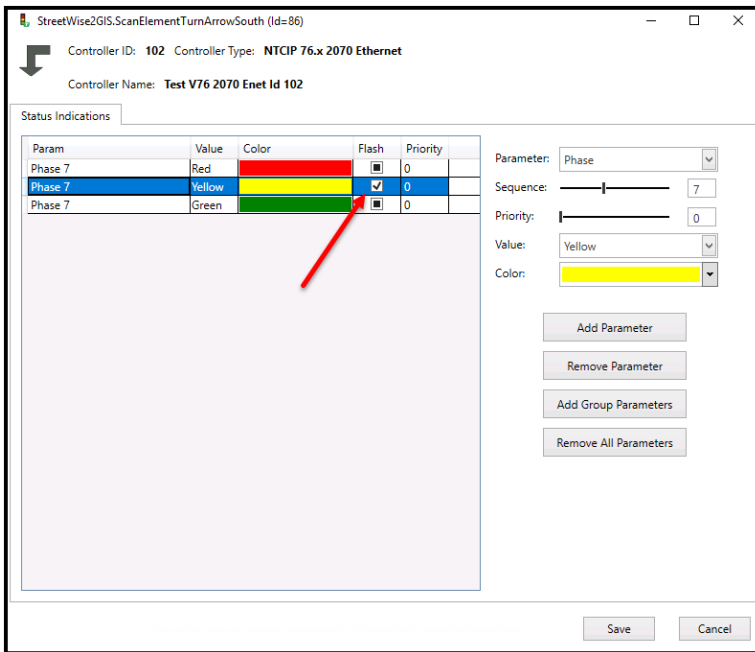 StreetWise2GIS.ScanElementTurnArrowSouth (Id=86)
Controller ID: 102 Controller Type: NTCIP 76.x 2070 Ethernet
Controller Name: Test V76 2070 Enet Id 102
Status Indications
Param Value Color Flash Priority
Phase 7 Red 0
Phase 7 Yellow 0
Phase 7 Green 0
Parameter: Phase
Sequence: 7
Priority: 0
Value: Yellow
Color:
Add Parameter
Remove Parameter
Add Group Parameters
Remove All Parameters
Save Cancel